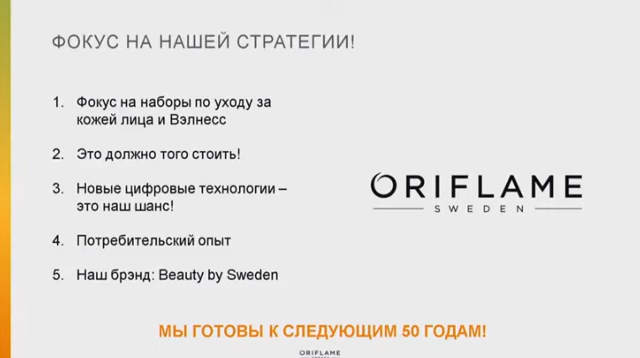 ФОКУС НА НАШЕЙ СТРАТЕГИИ!
1. Фокус на наборы по уходу за
кожей лица и Вэлнесс
2. Это должно того стоить!
3. Новые цифровые технологии –
это наш шанс!
4. Потребительский опыт
5. Наш брэнд: Beauty by Sweden
ORIFLAME
SWEDEN
МЫ ГОТОВЫ К СЛЕДУЮЩИМ 50 ГОДАМ!
ORIFLAME